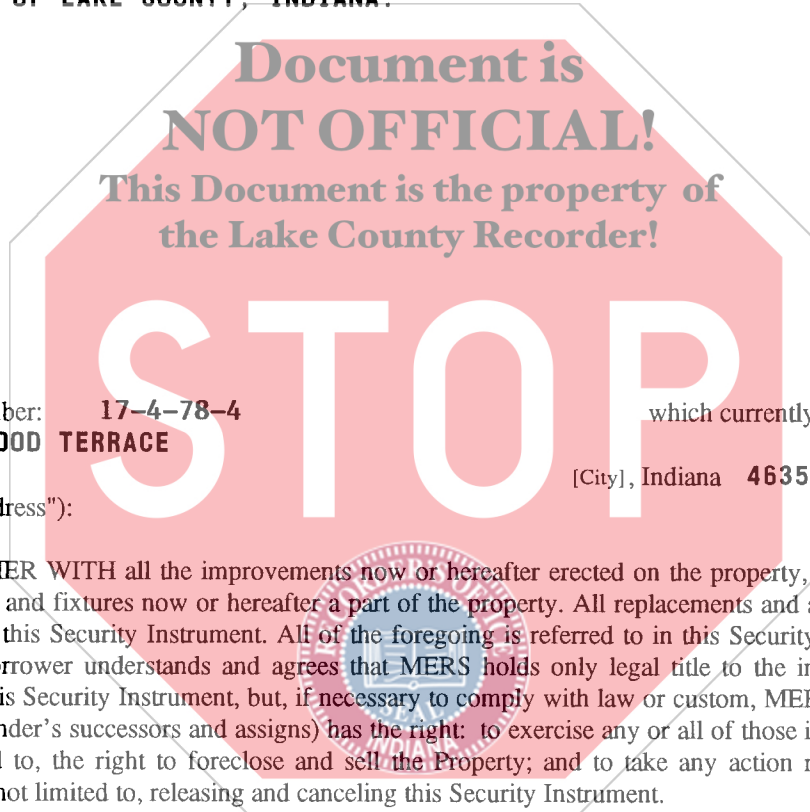 OF LAKE COUNTY, INDIANA.
Document is
NOT OFFICIAL!
This Document is the property of
the Lake County Recorder!
STOP
ber: 17-4-78-4 which currently
OOD TERRACE
[City], Indiana 4635
dress"):
ER WITH all the improvements now or hereafter erected on the property,
and fixtures now or hereafter a part of the property. All replacements and a
this Security Instrument. All of the foregoing is referred to in this Security
rrower understands and agrees that MERS holds only legal title to the in
is Security Instrument, but, if necessary to comply with law or custom, MER
nder's successors and assigns) has the right: to exercise any or all of those i
l to, the right to foreclose and sell the Property; and to take any action r
not limited to, releasing and canceling this Security Instrument.
RECORDER'S OFFICE
SEAL
INDIANA